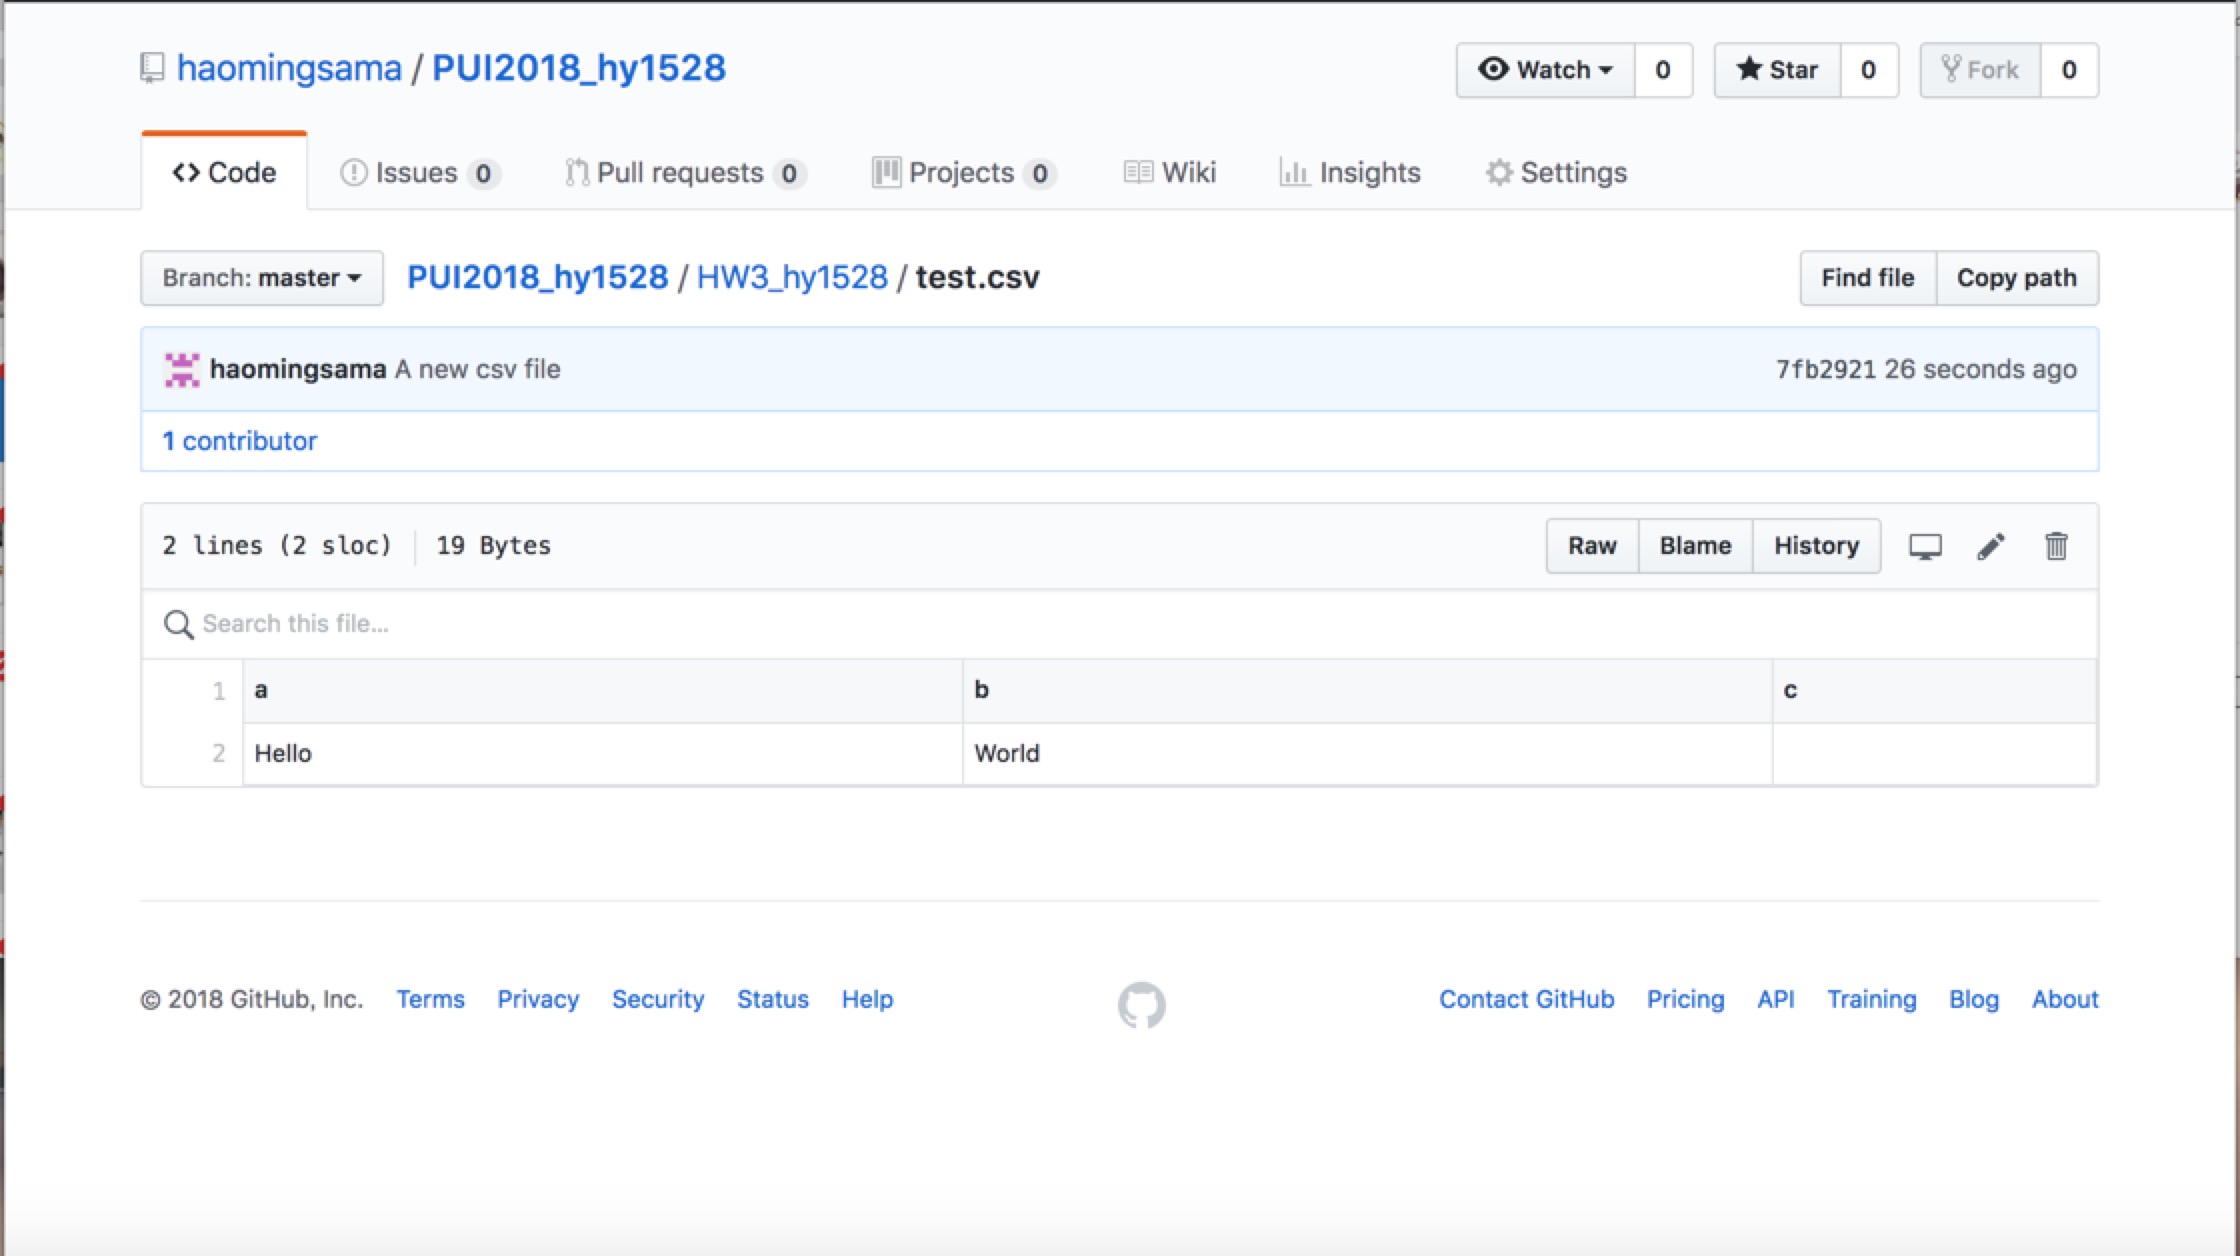 haomingsama / PUI2018_hy1528
Watch 0 Star 0 Fork 0
Code Issues 0 Pull requests 0 Projects 0 Wiki Insights Settings
Branch: master PUI2018_hy1528 / HW3_hy1528 / test.csv Find file Copy path
haomingsama A new csv file 7fb2921 26 seconds ago
1 contributor
2 lines (2 sloc) 19 Bytes Raw Blame History
Search this file...
1 a b c
2 Hello World
© 2018 GitHub, Inc. Terms Privacy Security Status Help Contact GitHub Pricing API Training Blog About